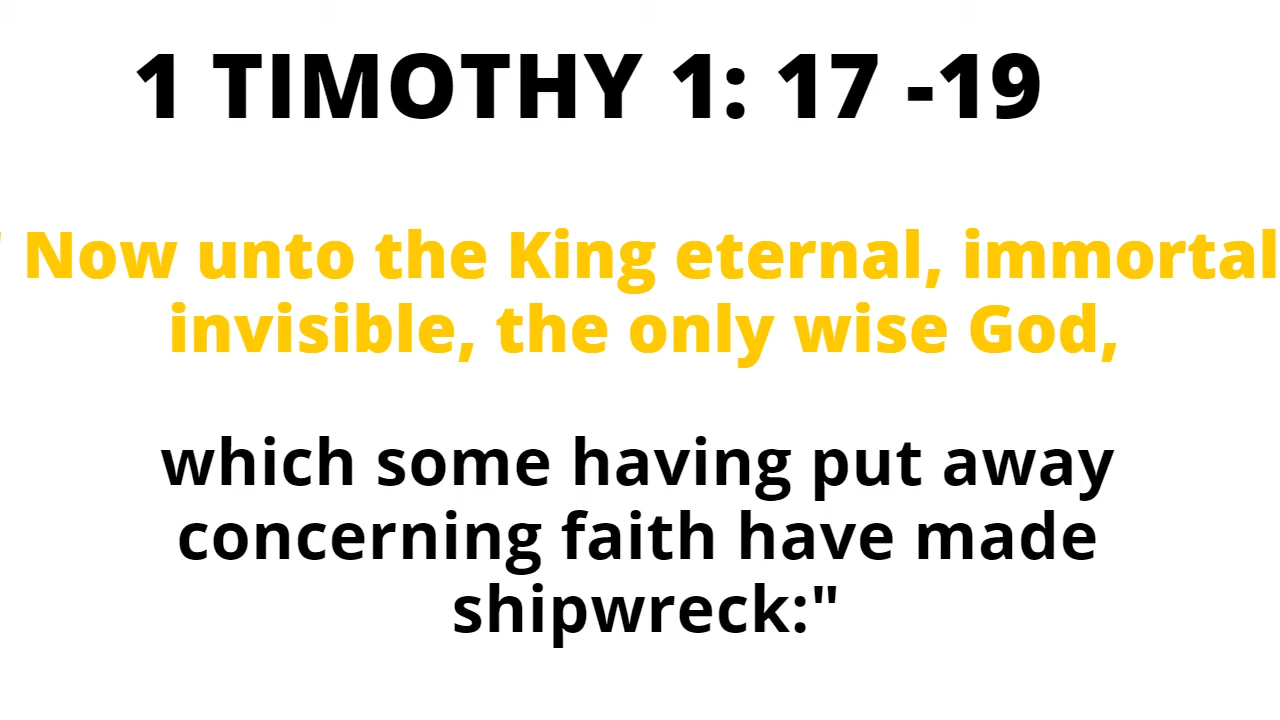 1 TIMOTHY 1: 17 -19
" Now unto the King eternal, immortal
invisible, the only wise God,
which some having put away
concerning faith have made
shipwreck:"